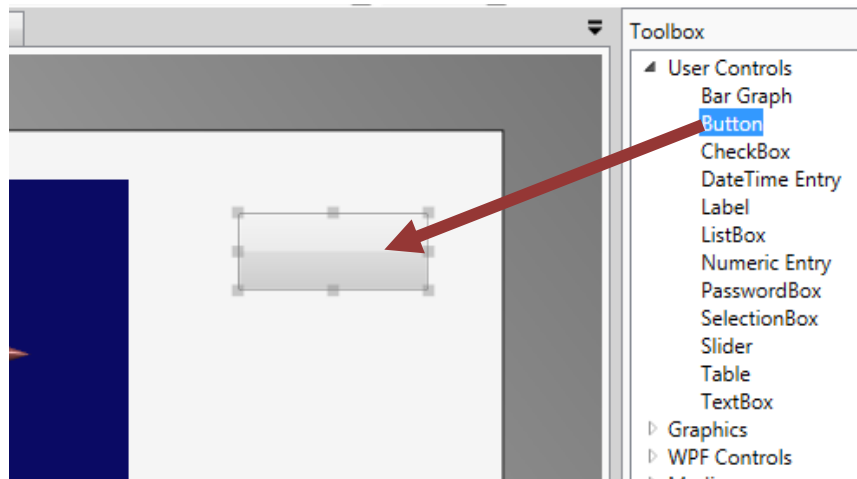 Toolbox
User Controls
Bar Graph
Button
CheckBox
DateTime Entry
Label
ListBox
Numeric Entry
PasswordBox
SelectionBox
Slider
Table
TextBox
Graphics
WPF Controls